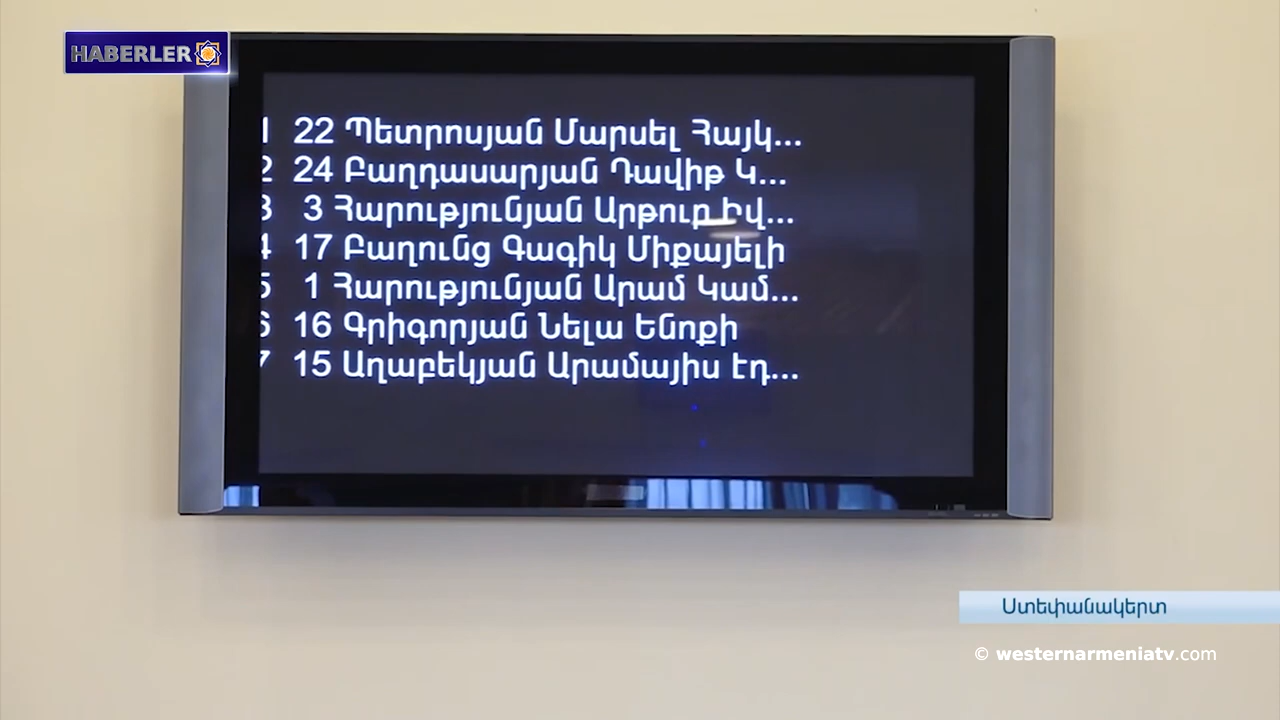 HABERLER
1 22 Պետրոսյան Մարսել Հայկ...
2 24 Բաղդասարյան Դավիթ Կ...
3 3 Հարությունյան Արթուր Իվ...
4 17 Բաղունց Գագիկ Միքայելի
5 1 Հարությունյան Արամ Կամ...
6 16 Գրիգորյան Նելա Ենոքի
7 15 Աղաբեկյան Արամայիս Էդ...
Ստեփանակերտ
© westernarmeniatv.com